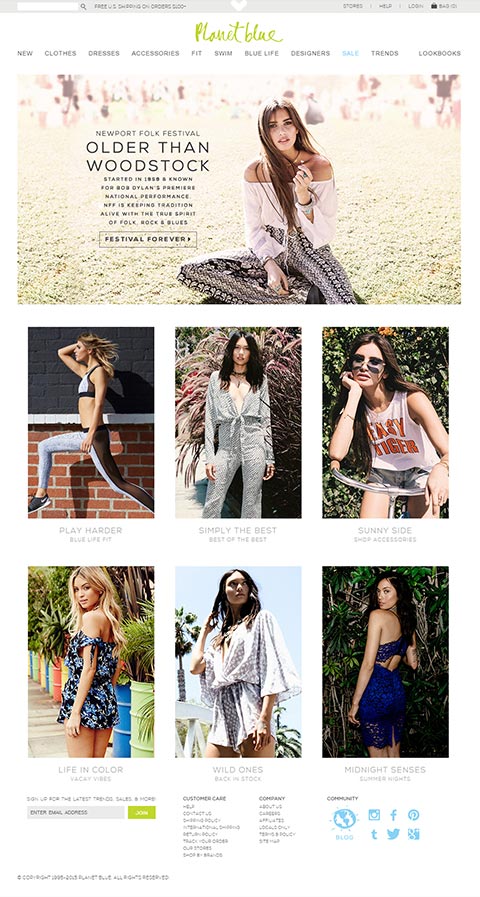 FREE U.S. SHIPPING ON ORDERS $100+
STORES | HELP | LOGIN BAG (0)
Planet blue
NEW CLOTHES DRESSES ACCESSORIES FIT SWIM BLUE LIFE DESIGNERS SALE TRENDS LOOKBOOKS
NEWPORT FOLK FESTIVAL
OLDER THAN
WOODSTOCK
STARTED IN 1959 & KNOWN
FOR BOB DYLAN'S PREMIERE
NATIONAL PERFORMANCE.
NFF IS KEEPING TRADITION
ALIVE WITH THE TRUE SPIRIT
OF FOLK, ROCK & BLUES
FESTIVAL FOREVER
EASY
TIGER
PLAY HARDER
BLUE LIFE FIT
SIMPLY THE BEST
BEST OF THE BEST
SUNNY SIDE
SHOP ACCESSORIES
LIFE IN COLOR
VACAY VIBES
WILD ONES
BACK IN STOCK
MIDNIGHT SENSES
SUMMER NIGHTS
SIGN UP FOR THE LATEST TRENDS, SALES, & MORE!
ENTER EMAIL ADDRESS
JOIN
CUSTOMER CARE
HELP
CONTACT US
SHIPPING POLICY
INTERNATIONAL SHIPPING
RETURN POLICY
TRACK YOUR ORDER
OUR STORES
SHOP BY BRANDS
COMPANY
ABOUT US
CAREERS
AFFILIATES
LOCALS ONLY
TERMS & POLICY
SITE MAP
COMMUNITY
BLOG
© COPYRIGHT 1995-2015 PLANET BLUE. ALL RIGHTS RESERVED.